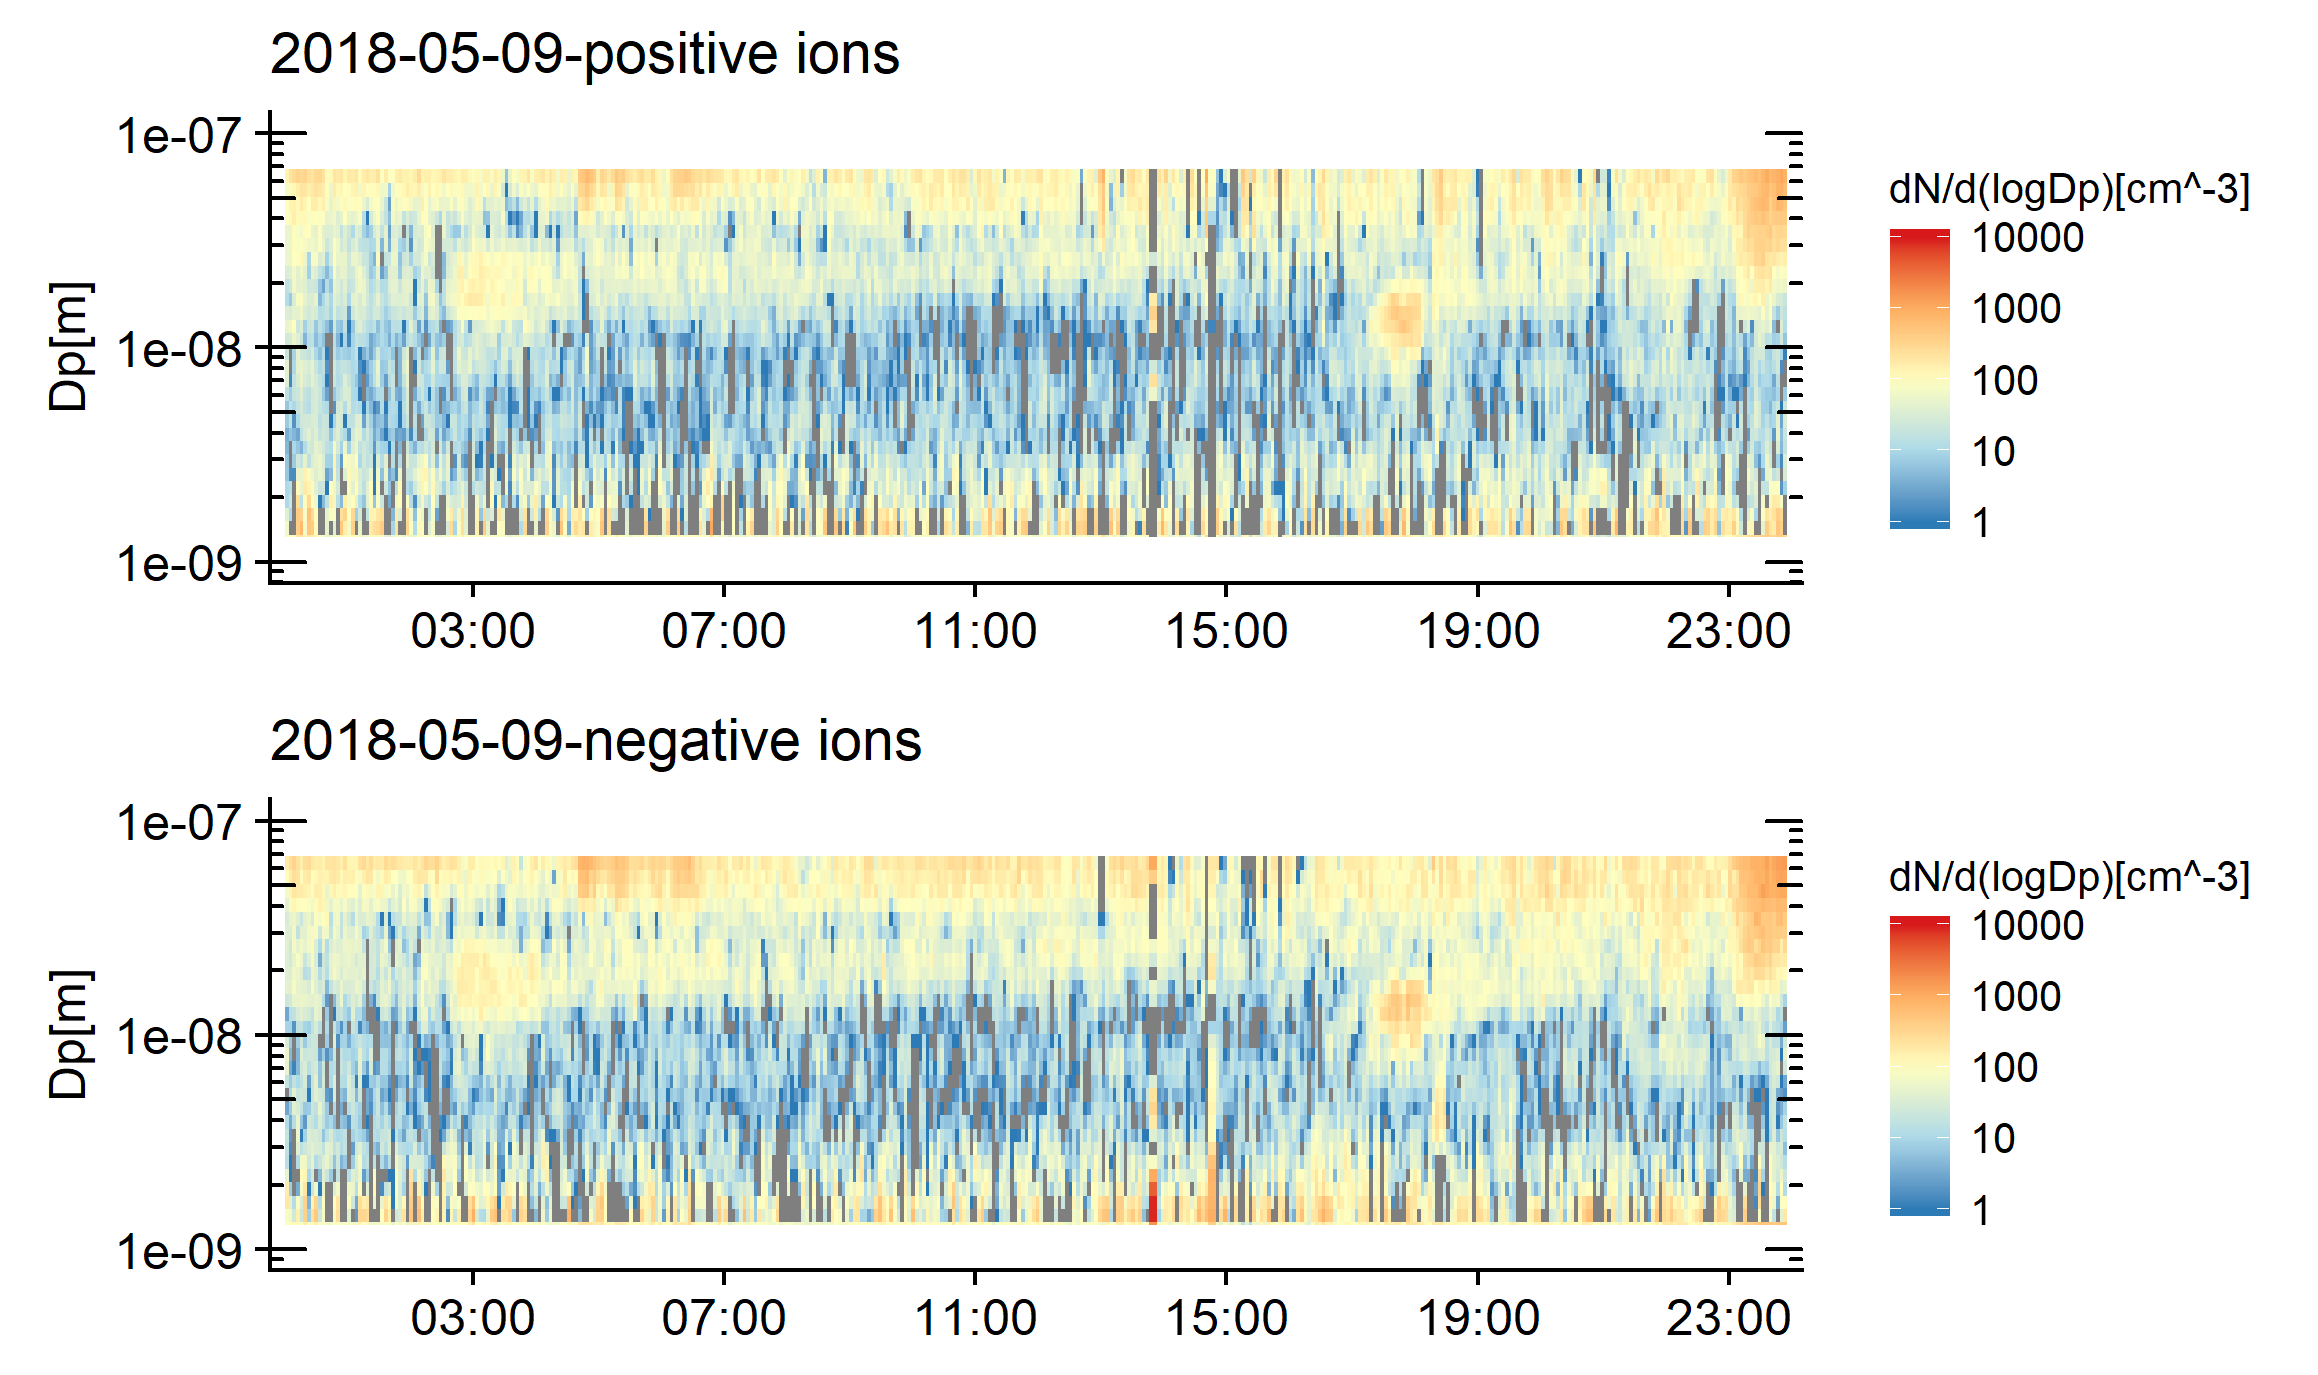 2018-05-09-positive ions
1e-07
1e-08
1e-09
Dp[m]
03:00 07:00 11:00 15:00 19:00 23:00
dN/d(logDp)[cm^-3]
10000
1000
100
10
1
2018-05-09-negative ions
1e-07
1e-08
1e-09
Dp[m]
03:00 07:00 11:00 15:00 19:00 23:00
dN/d(logDp)[cm^-3]
10000
1000
100
10
1